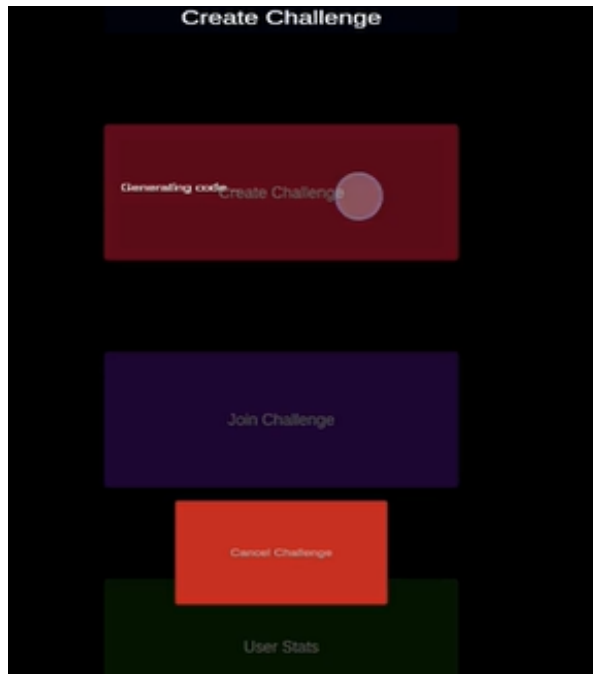 Create Challenge
Generating code...
Create Challenge
Join Challenge
Cancel Challenge
User Stats